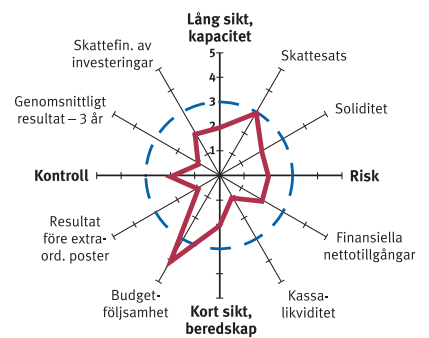 Lång sikt,
kapacitet
Skattefin. av
investeringar
Skattesats
5
4
3
2
1
Genomsnittligt
resultat – 3 år
Soliditet
Kontroll
Risk
Resultat
före extra-
ord. poster
Finansiella
nettotillgångar
Budget-
följsamhet
Kassa-
likviditet
Kort sikt,
beredskap